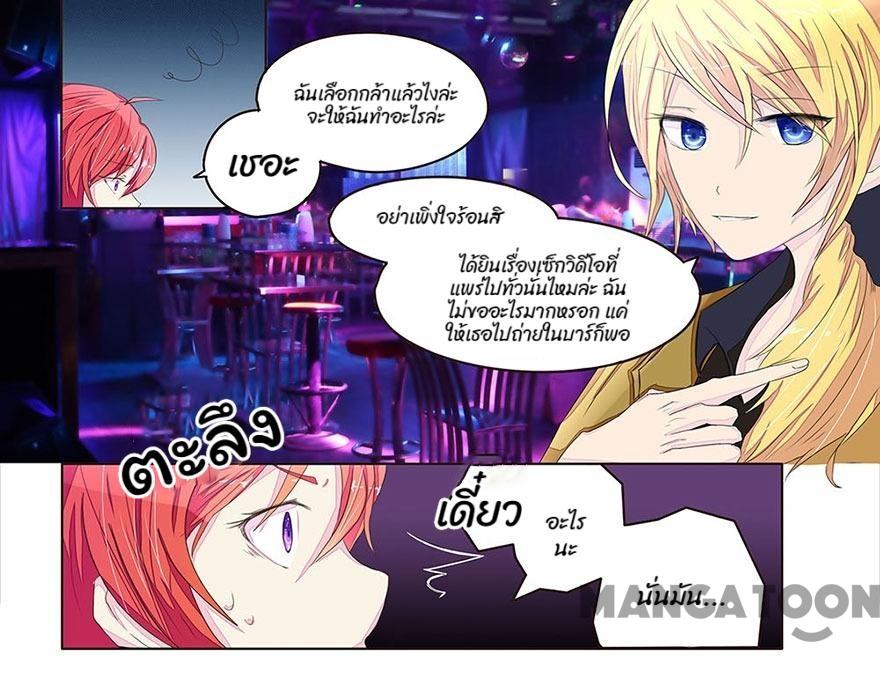 ฉันเลือกกล้าแล้วไงล่ะ
จะให้ฉันทำอะไรล่ะ
เชอะ
อย่าเพิ่งใจร้อนสิ
ได้ยินเรื่องเซ็กวิดีโอที่
แพร่ไปทั่วนั่นไหมล่ะ ฉัน
ไม่ขออะไรมากหรอก แค่
ให้เธอไปถ่ายในบาร์ก็พอ
ตะลึง
เดี๋ยว
อะไร
นะ
นั่นมัน...
MANGATOON